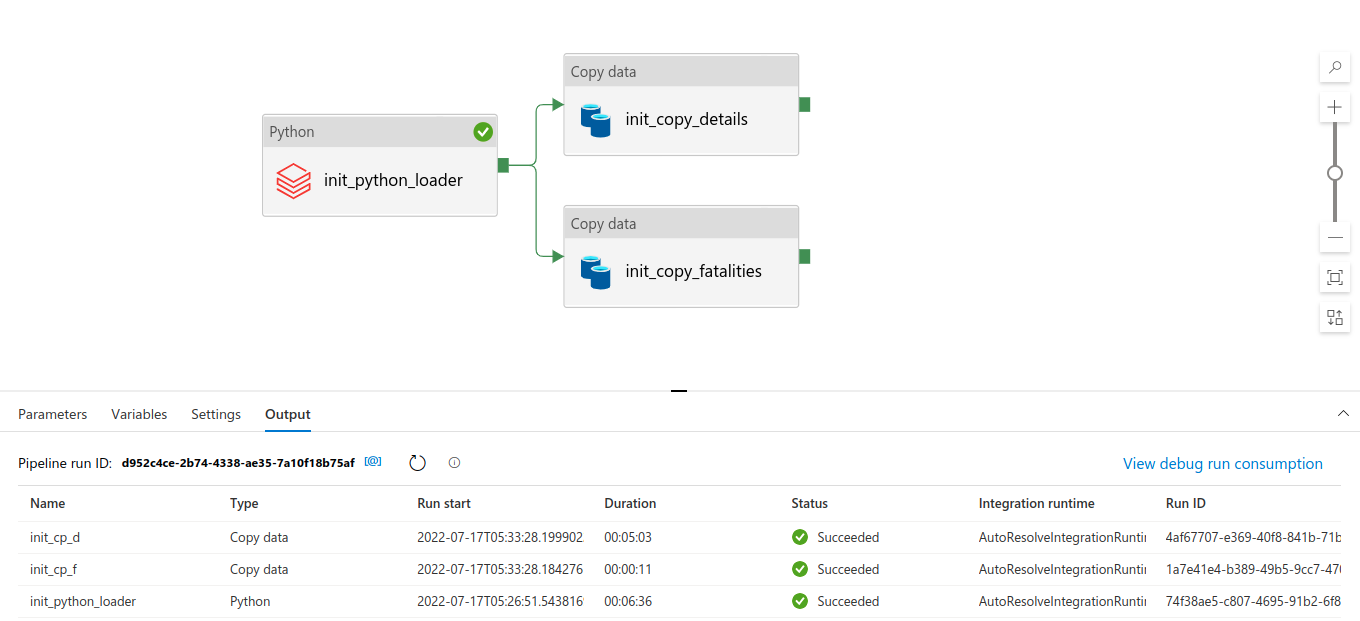 Copy data
init_copy_details
Python
init_python_loader
Copy data
init_copy_fatalities
Parameters Variables Settings Output
Pipeline run ID: d952c4ce-2b74-4338-ae35-7a10f18b75af [@] View debug run consumption
Name Type Run start Duration Status Integration runtime Run ID
init_cp_d Copy data 2022-07-17T05:33:28.199902 00:05:03 Succeeded AutoResolveIntegrationRuntii 4af67707-e369-40f8-841b-71b
init_cp_f Copy data 2022-07-17T05:33:28.184276 00:00:11 Succeeded AutoResolveIntegrationRuntii 1a7e41e4-b389-49b5-9cc7-470
init_python_loader Python 2022-07-17T05:26:51.543816 00:06:36 Succeeded AutoResolveIntegrationRuntii 74f38ae5-c807-4695-91b2-6f8